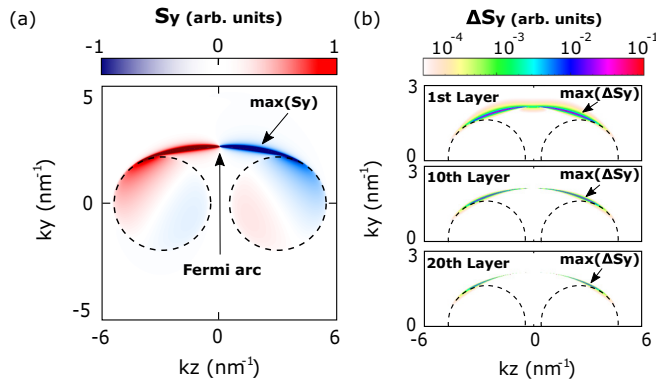 (a)
Sy (arb. units)
-1
0
1
5
0
-5
ky (nm⁻¹)
max(Sy)
Fermi arc
-6
0
6
kz (nm⁻¹)
(b)
ΔSy (arb. units)
10⁻⁴
10⁻³
10⁻²
10⁻¹
3
0
1st Layer
max(ΔSy)
3
0
10th Layer
max(ΔSy)
3
0
20th Layer
max(ΔSy)
ky (nm⁻¹)
-6
0
6
kz (nm⁻¹)